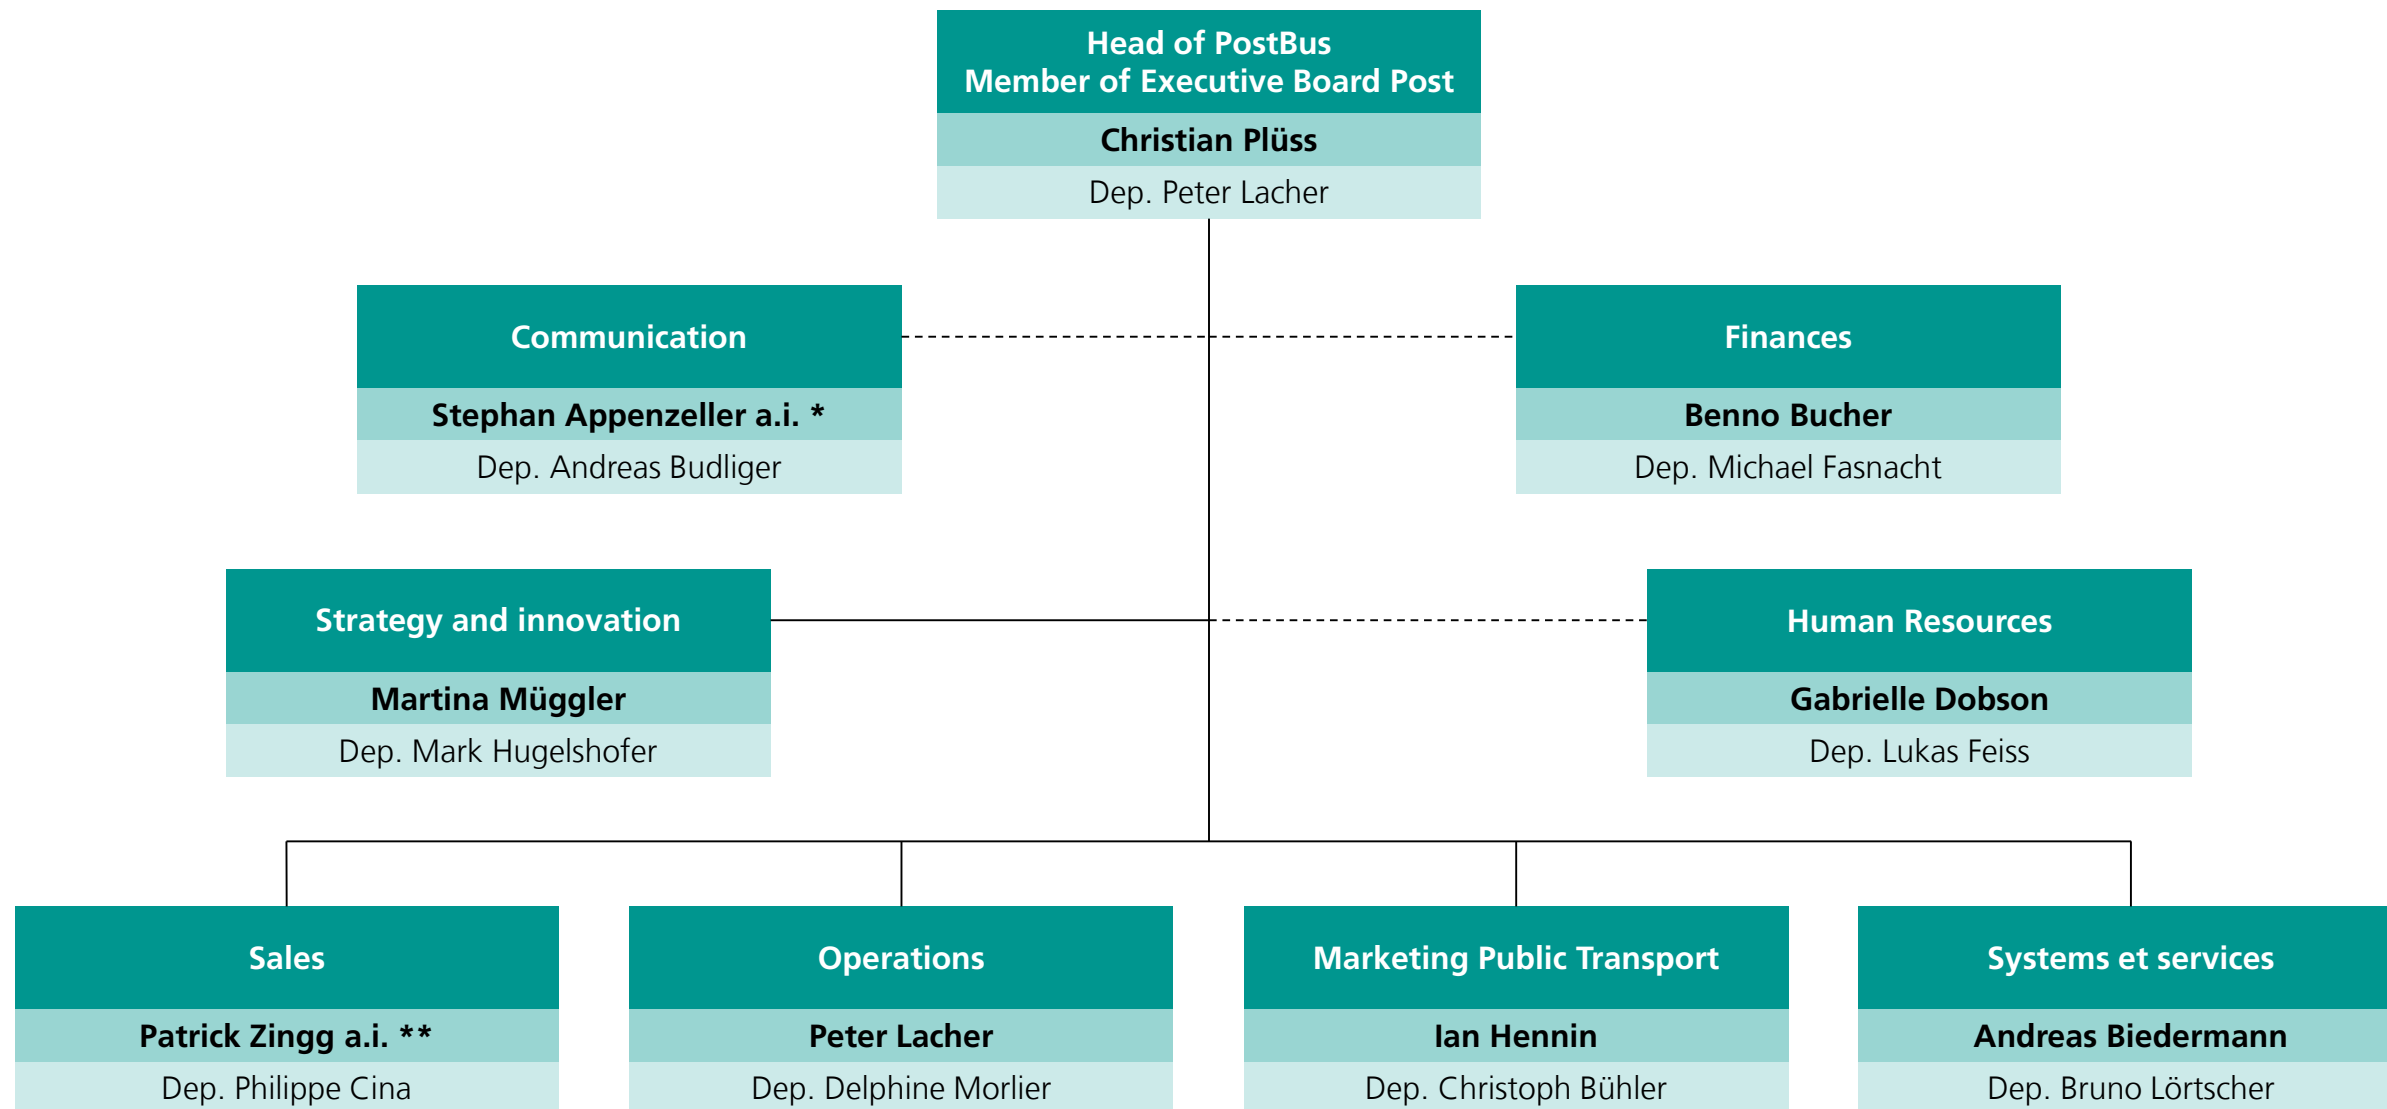 Head of PostBus
Member of Executive Board Post
Christian Plüss
Dep. Peter Lacher
Communication
Stephan Appenzeller a.i. *
Dep. Andreas Budliger
Finances
Benno Bucher
Dep. Michael Fasnacht
Strategy and innovation
Martina Müggler
Dep. Mark Hugelshofer
Human Resources
Gabrielle Dobson
Dep. Lukas Feiss
Sales
Patrick Zingg a.i. **
Dep. Philippe Cina
Operations
Peter Lacher
Dep. Delphine Morlier
Marketing Public Transport
Ian Hennin
Dep. Christoph Bühler
Systems et services
Andreas Biedermann
Dep. Bruno Lörtscher